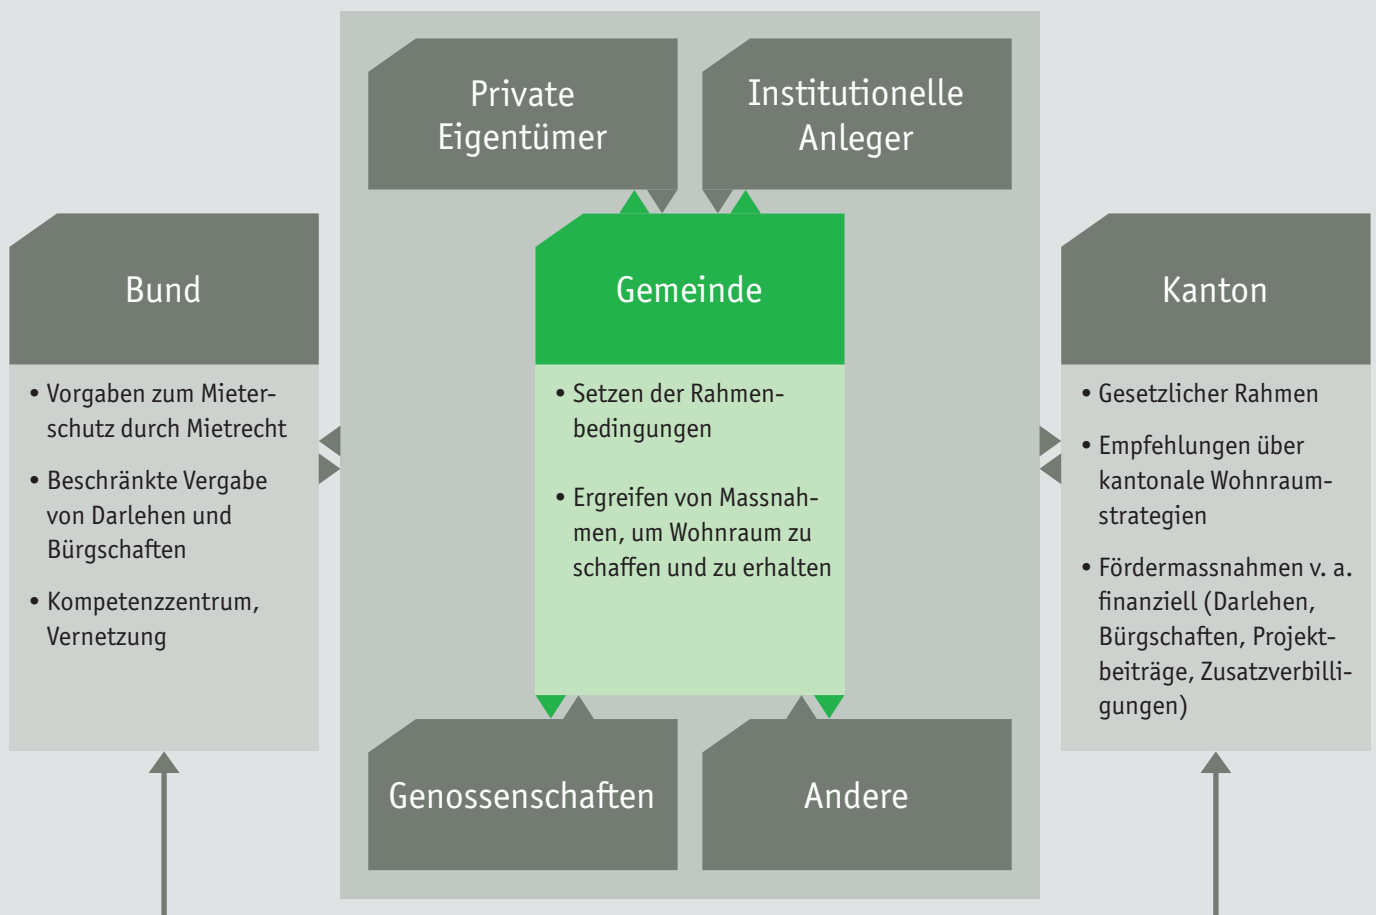 Private
Eigentümer
Institutionelle
Anleger
Bund
• Vorgaben zum Mieter-
schutz durch Mietrecht
• Beschränkte Vergabe
von Darlehen und
Bürgschaften
• Kompetenzzentrum,
Vernetzung
Gemeinde
• Setzen der Rahmen-
bedingungen
• Ergreifen von Massnah-
men, um Wohnraum zu
schaffen und zu erhalten
Kanton
• Gesetzlicher Rahmen
• Empfehlungen über
kantonale Wohnraum-
strategien
• Fördermassnahmen v. a.
finanziell (Darlehen,
Bürgschaften, Projekt-
beiträge, Zusatzverbilli-
gungen)
Genossenschaften
Andere